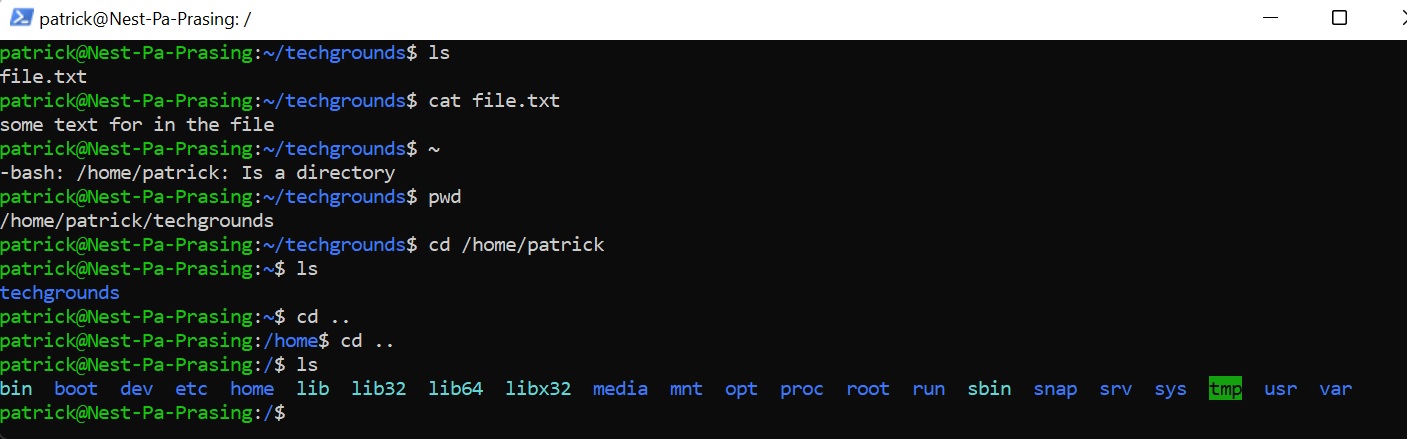 patrick@Nest-Pa-Prasing: /
patrick@Nest-Pa-Prasing:~/techgrounds$ ls
file.txt
patrick@Nest-Pa-Prasing:~/techgrounds$ cat file.txt
some text for in the file
patrick@Nest-Pa-Prasing:~/techgrounds$ ~
-bash: /home/patrick: Is a directory
patrick@Nest-Pa-Prasing:~/techgrounds$ pwd
/home/patrick/techgrounds
patrick@Nest-Pa-Prasing:~/techgrounds$ cd /home/patrick
patrick@Nest-Pa-Prasing:~$ ls
techgrounds
patrick@Nest-Pa-Prasing:~$ cd ..
patrick@Nest-Pa-Prasing:/home$ cd ..
patrick@Nest-Pa-Prasing:/$ ls
bin  boot  dev  etc  home  lib  lib32  lib64  libx32  media  mnt  opt  proc  root  run  sbin  snap  srv  sys  tmp  usr  var
patrick@Nest-Pa-Prasing:/$